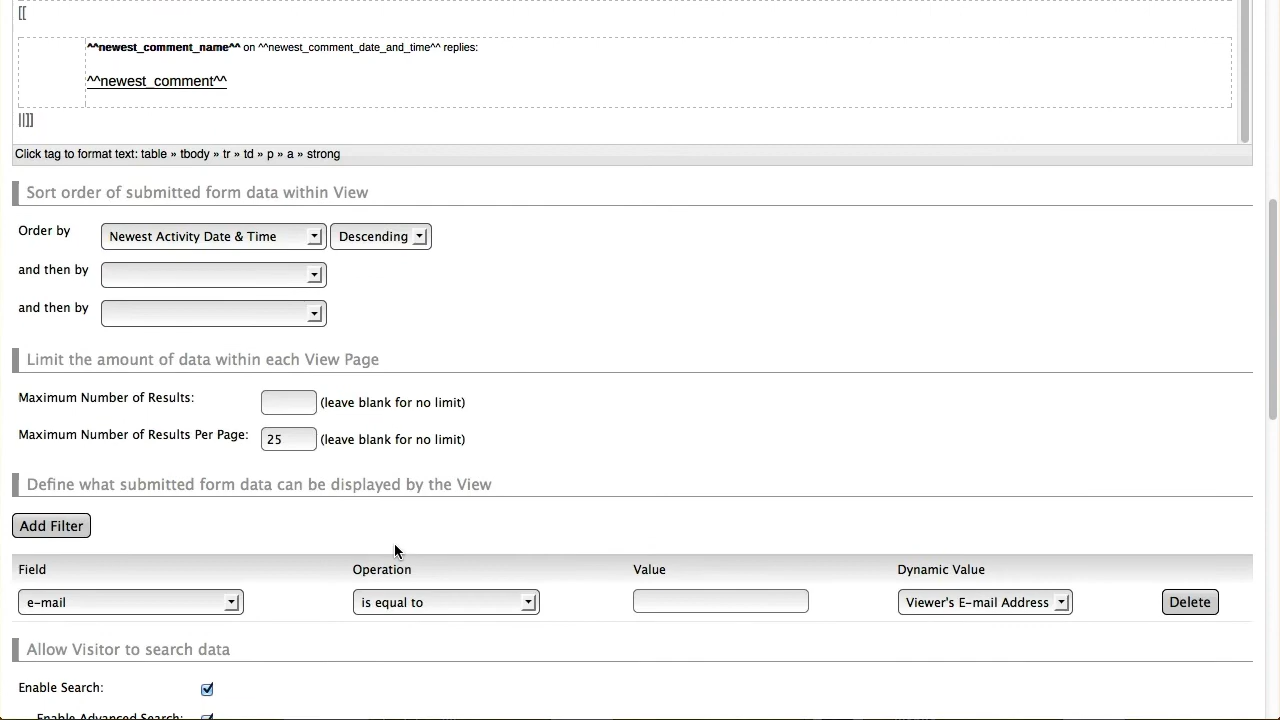 [[
^^newest_comment_name^^ on ^^newest_comment_date_and_time^^ replies:
^^newest_comment^^
||]]
Click tag to format text: table » tbody » tr » td » p » a » strong
Sort order of submitted form data within View
Order by Newest Activity Date & Time Descending
and then by
and then by
Limit the amount of data within each View Page
Maximum Number of Results: (leave blank for no limit)
Maximum Number of Results Per Page: 25 (leave blank for no limit)
Define what submitted form data can be displayed by the View
Add Filter
Field Operation Value Dynamic Value
e-mail is equal to Viewer's E-mail Address Delete
Allow Visitor to search data
Enable Search:
Enable Advanced Search: